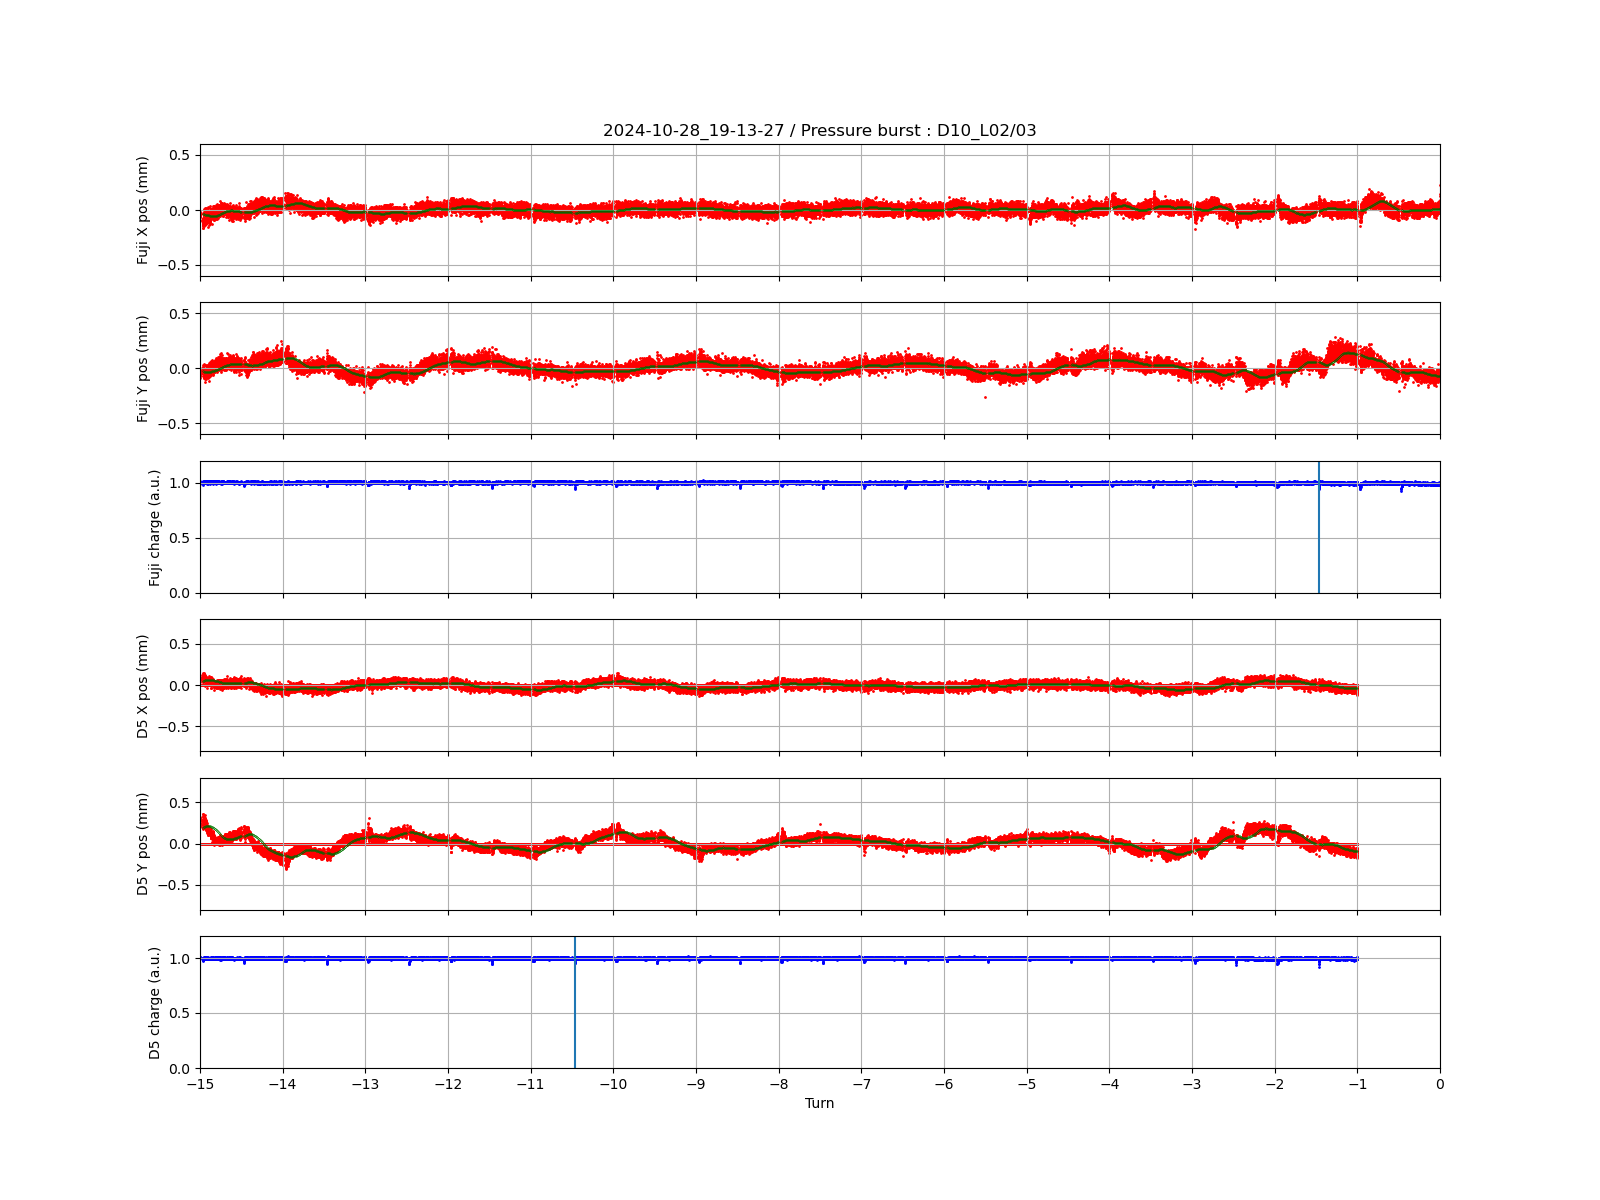 2024-10-28_19-13-27 / Pressure burst : D10_L02/03
Fuji X pos (mm)
0.5
0.0
−0.5
Fuji Y pos (mm)
0.5
0.0
−0.5
Fuji charge (a.u.)
1.0
0.5
0.0
D5 X pos (mm)
0.5
0.0
−0.5
D5 Y pos (mm)
0.5
0.0
−0.5
D5 charge (a.u.)
1.0
0.5
0.0
−15 −14 −13 −12 −11 −10 −9 −8 −7 −6 −5 −4 −3 −2 −1 0
Turn